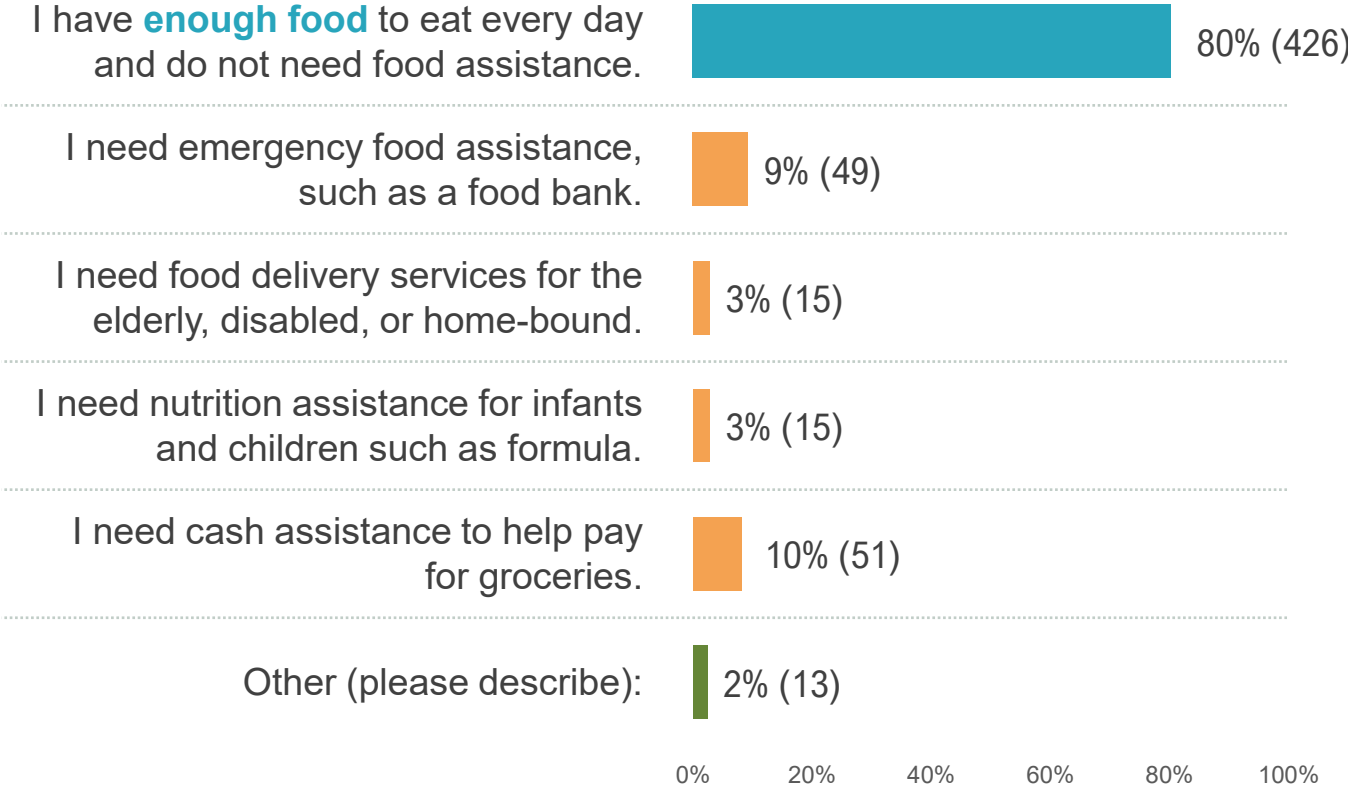 I have enough food to eat every day
and do not need food assistance.
80% (426)
I need emergency food assistance,
such as a food bank.
9% (49)
I need food delivery services for the
elderly, disabled, or home-bound.
3% (15)
I need nutrition assistance for infants
and children such as formula.
3% (15)
I need cash assistance to help pay
for groceries.
10% (51)
Other (please describe):
2% (13)
0% 20% 40% 60% 80% 100%